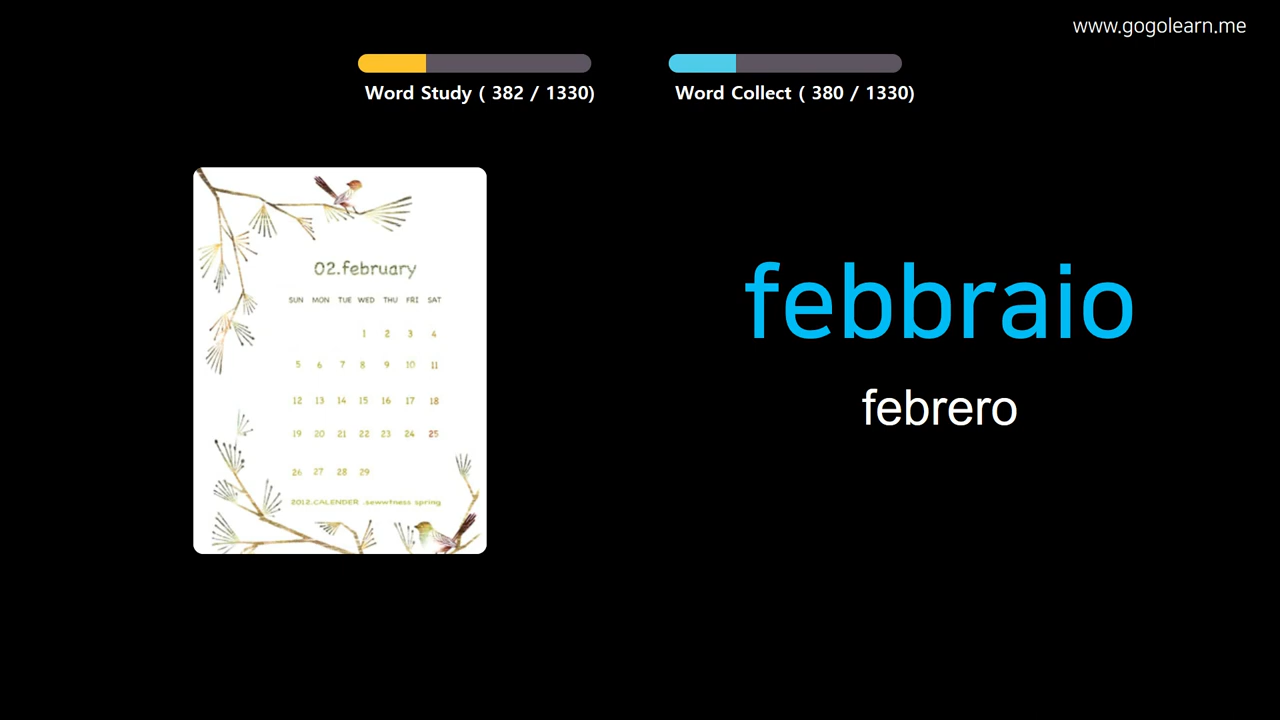 www.gogolearn.me
Word Study ( 382 / 1330)
Word Collect ( 380 / 1330)
02.february
SUN MON TUE WED THU FRI SAT
1 2 3 4
5 6 7 8 9 10 11
12 13 14 15 16 17 18
19 20 21 22 23 24 25
26 27 28 29
2012.CALENDER .sewwtness spring
febbraio
febrero